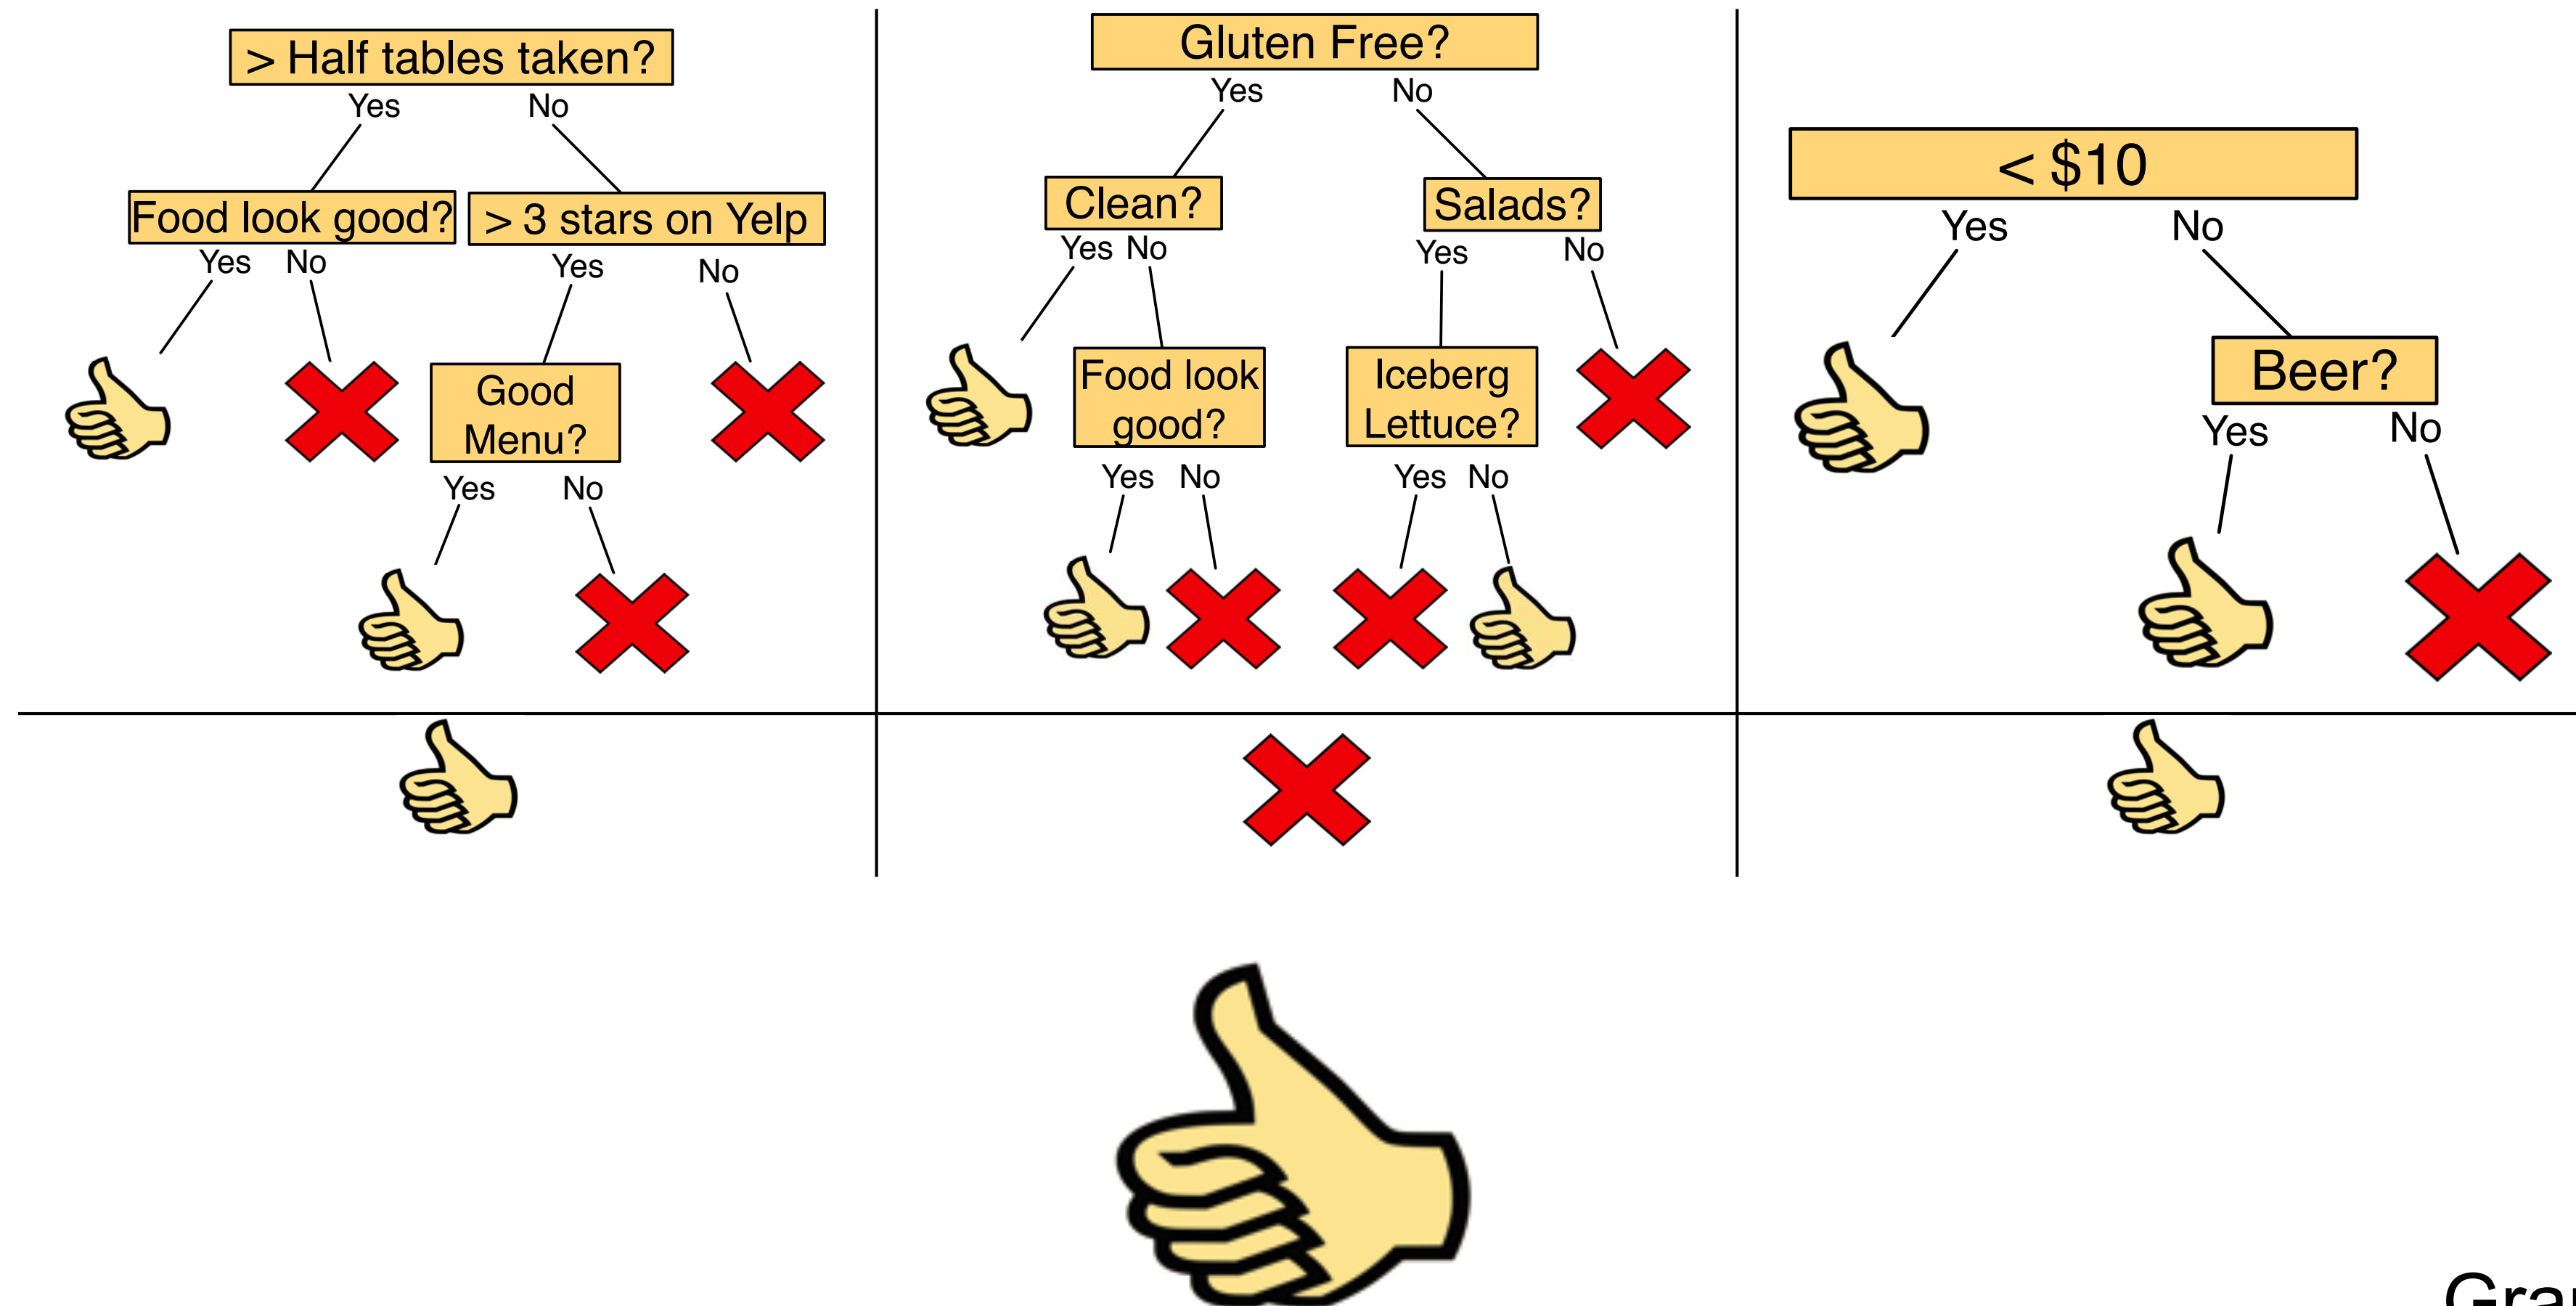 > Half tables taken?
Yes No
Food look good? > 3 stars on Yelp
Yes No Yes No
Good
Menu?
Yes No
Gluten Free?
Yes No
Clean? Salads?
Yes No Yes No
Food look
good?
Iceberg
Lettuce?
Yes No Yes No
< $10
Yes No
Beer?
Yes No